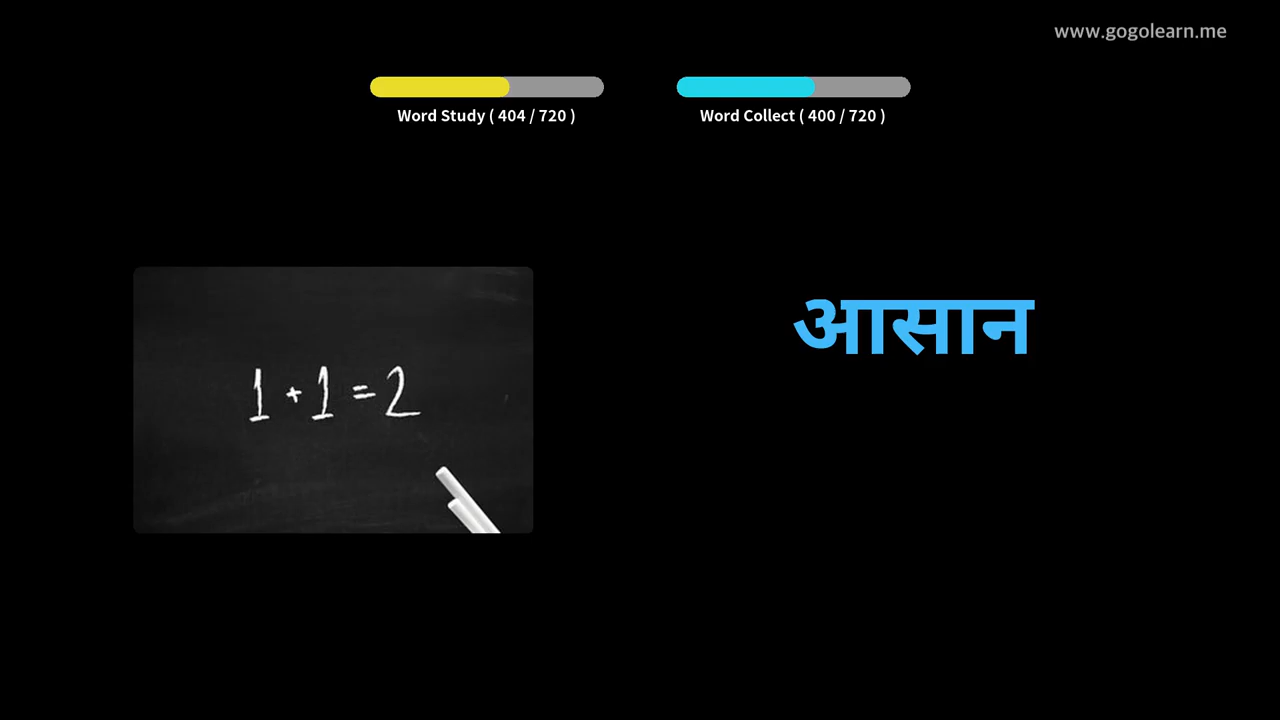 www.gogolearn.me
Word Study ( 404 / 720 )
Word Collect ( 400 / 720 )
1 + 1 = 2
आसान